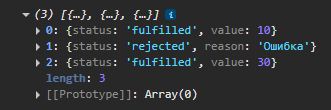 ▼ (3) [{…}, {…}, {…}] i
▶ 0: {status: 'fulfilled', value: 10}
▶ 1: {status: 'rejected', reason: 'Ошибка'}
▶ 2: {status: 'fulfilled', value: 30}
length: 3
▶ [[Prototype]]: Array(0)